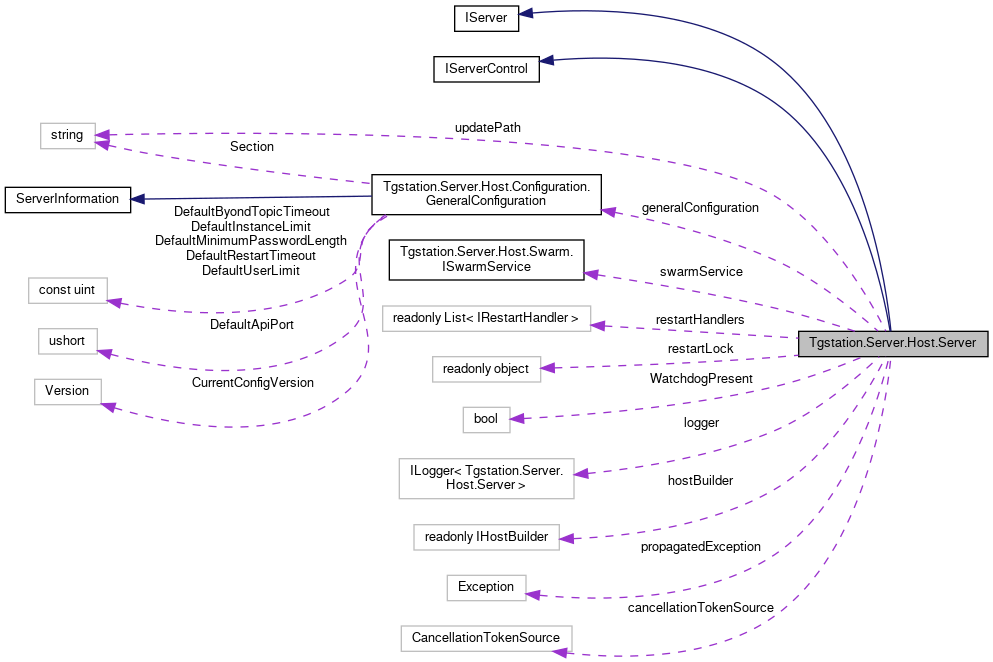 IServer
IServerControl
string
updatePath
Section
Tgstation.Server.Host.Configuration.
GeneralConfiguration
ServerInformation
DefaultByondTopicTimeout
DefaultInstanceLimit
DefaultMinimumPasswordLength
DefaultRestartTimeout
DefaultUserLimit
generalConfiguration
Tgstation.Server.Host.Swarm.
ISwarmService
swarmService
const uint
DefaultApiPort
readonly List< IRestartHandler >
restartHandlers
ushort
Tgstation.Server.Host.Server
restartLock
readonly object
WatchdogPresent
CurrentConfigVersion
Version
bool
logger
ILogger< Tgstation.Server.
Host.Server >
hostBuilder
readonly IHostBuilder
propagatedException
Exception
cancellationTokenSource
CancellationTokenSource